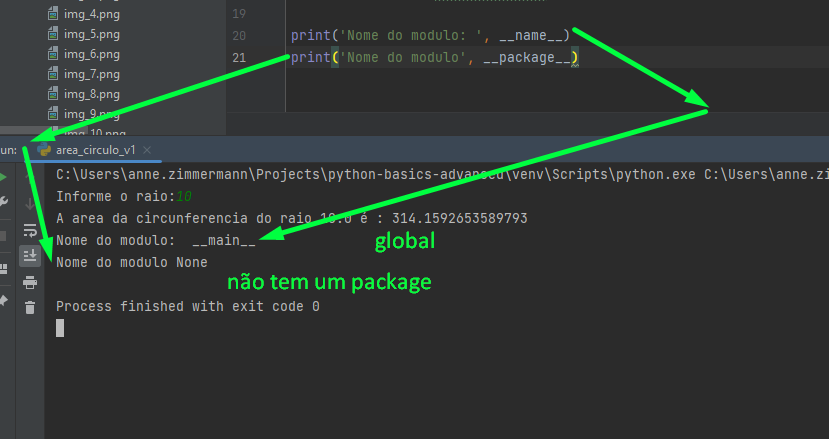 img_4.png
img_5.png
img_6.png
img_7.png
img_8.png
img_9.png
img_10.png
19
20 print('Nome do modulo: ', __name__)
21 print('Nome do modulo', __package__)
un: area_circulo_v1
C:\Users\anne.zimmermann\Projects\python-basics-advanced\venv\Scripts\python.exe C:\Users\anne.zi
Informe o raio:10
A area da circunferencia do raio 10.0 é : 314.1592653589793
Nome do modulo:  __main__
global
Nome do modulo None
não tem um package
Process finished with exit code 0